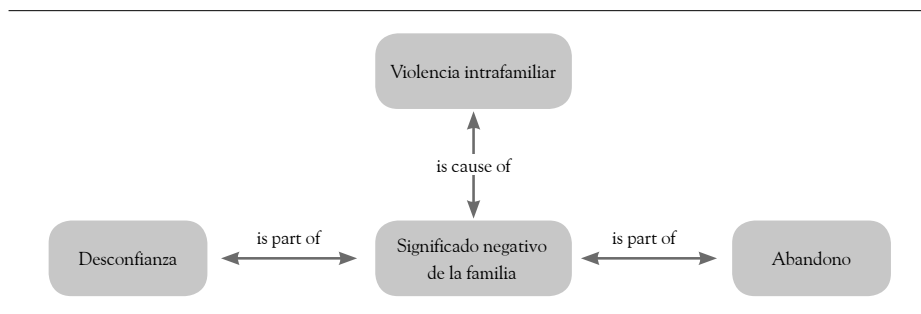 Violencia intrafamiliar
is cause of
is part of
is part of
Desconfianza
Significado negativo
de la familia
Abandono